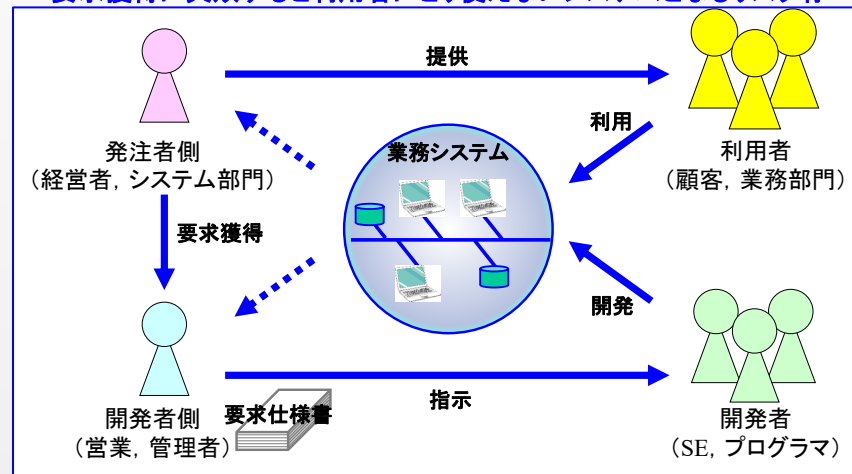 提供
利用
業務システム
発注者側
(経営者, システム部門)
利用者
(顧客, 業務部門)
要求獲得
開発
要求仕様書
指示
開発者側
(営業, 管理者)
開発者
(SE, プログラマ)